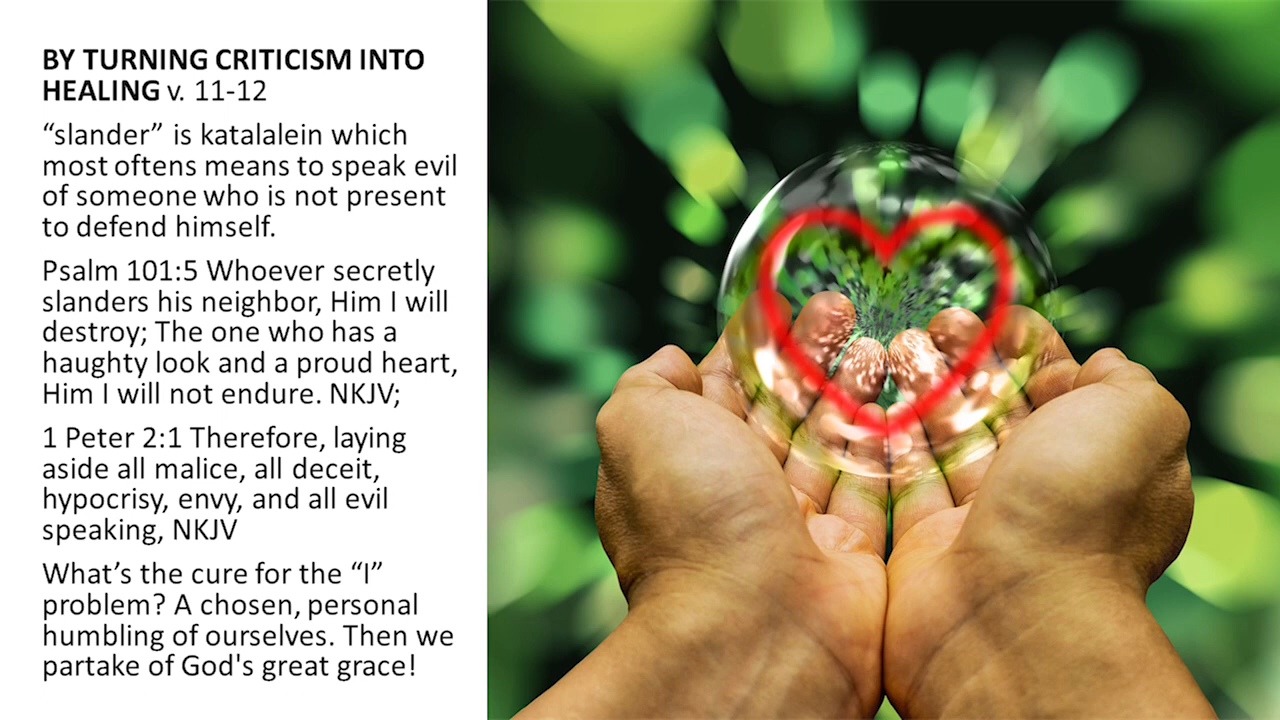 BY TURNING CRITICISM INTO
HEALING v. 11-12
“slander” is katalalein which
most oftens means to speak evil
of someone who is not present
to defend himself.
Psalm 101:5 Whoever secretly
slanders his neighbor, Him I will
destroy; The one who has a
haughty look and a proud heart,
Him I will not endure. NKJV;
1 Peter 2:1 Therefore, laying
aside all malice, all deceit,
hypocrisy, envy, and all evil
speaking, NKJV
What’s the cure for the “I”
problem? A chosen, personal
humbling of ourselves. Then we
partake of God's great grace!